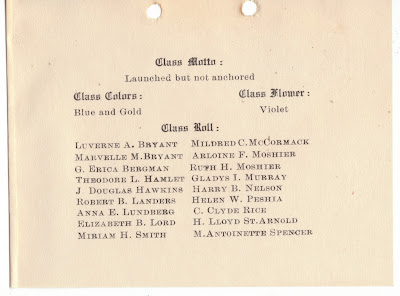 Class Motto:
Launched but not anchored
Class Colors:
Blue and Gold
Class Flower:
Violet
Class Roll:
Luverne A. Bryant
Marvelle M. Bryant
G. Erica Bergman
Theodore L. Hamlet
J. Douglas Hawkins
Robert B. Landers
Anna E. Lundberg
Elizabeth B. Lord
Miriam H. Smith
Mildred C. McCormack
Arloine F. Moshier
Ruth H. Moshier
Gladys I. Murray
Harry B. Nelson
Helen W. Peshia
C. Clyde Rice
H. Lloyd St. Arnold
M. Antoinette Spencer